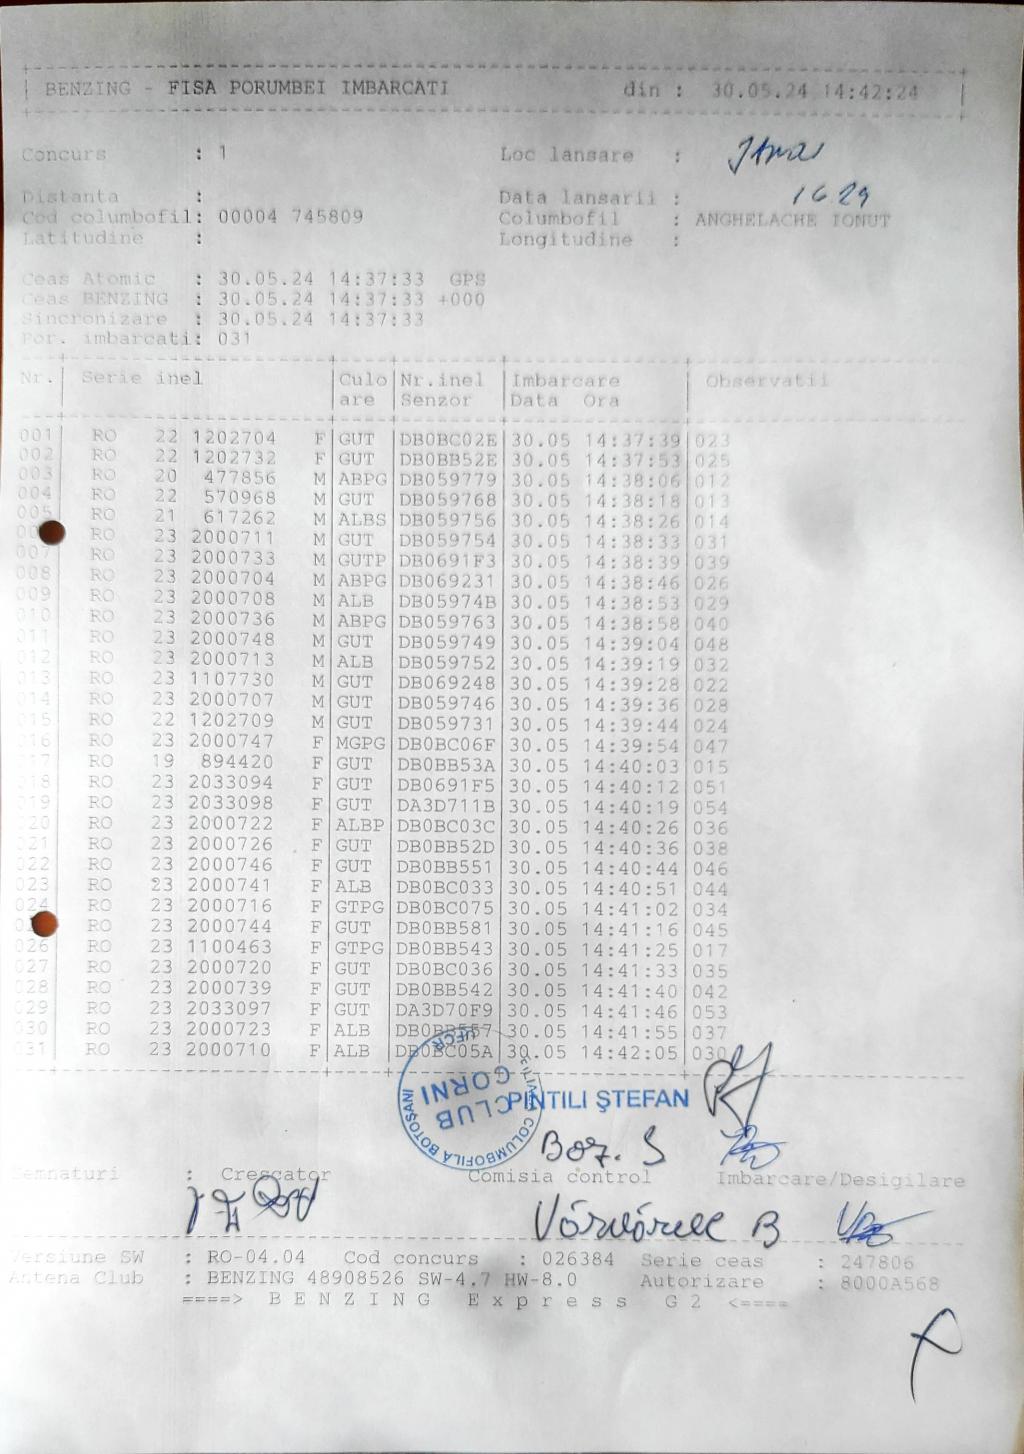 BENZING - FISA PORUMBEI IMBARCATI din : 30.05.24 14:42:24
Concurs : 1 Loc lansare :
Distanta : Data lansarii : 1629
Cod columbofil: 00004 745809 Columbofil : ANGHELACHE IONUT
Latitudine : Longitudine :
Ceas Atomic : 30.05.24 14:37:33 GPS
Ceas BENZING : 30.05.24 14:37:33 +000
Sincronizare : 30.05.24 14:37:33
Por. imbarcati: 031
Nr. Serie inel Culo Nr.inel Imbarcare Observatii
are Senzor Data Ora
001 RO 22 1202704 F GUT DB0BC02E 30.05 14:37:39 023
002 RO 22 1202732 F GUT DB0BB52E 30.05 14:37:53 025
003 RO 20 477856 M ABPG DB059779 30.05 14:38:06 012
004 RO 22 570968 M GUT DB059768 30.05 14:38:18 013
005 RO 21 617262 M ALBS DB059756 30.05 14:38:26 014
RO 23 2000711 M GUT DB059754 30.05 14:38:33 031
007 RO 23 2000733 M GUTP DB0691F3 30.05 14:38:39 039
008 RO 23 2000704 M ABPG DB069231 30.05 14:38:46 026
009 RO 23 2000708 M ALB DB05974B 30.05 14:38:53 029
010 RO 23 2000736 M ABPG DB059763 30.05 14:38:58 040
011 RO 23 2000748 M GUT DB059749 30.05 14:39:04 048
012 RO 23 2000713 M ALB DB059752 30.05 14:39:19 032
013 RO 23 1107730 M GUT DB069248 30.05 14:39:28 022
014 RO 23 2000707 M GUT DB059746 30.05 14:39:36 028
015 RO 22 1202709 M GUT DB059731 30.05 14:39:44 024
16 RO 23 2000747 F MGPG DB0BC06F 30.05 14:39:54 047
17 RO 19 894420 F GUT DB0BB53A 30.05 14:40:03 015
018 RO 23 2033094 F GUT DB0691F5 30.05 14:40:12 051
019 RO 23 2033098 F GUT DA3D711B 30.05 14:40:19 054
020 RO 23 2000722 F ALBP DB0BC03C 30.05 14:40:26 036
021 RO 23 2000726 F GUT DB0BB52D 30.05 14:40:36 038
022 RO 23 2000746 F GUT DB0BB551 30.05 14:40:44 046
023 RO 23 2000741 F ALB DB0BC033 30.05 14:40:51 044
024 RO 23 2000716 F GTPG DB0BC075 30.05 14:41:02 034
RO 23 2000744 F GUT DB0BB581 30.05 14:41:16 045
026 RO 23 1100463 F GTPG DB0BB543 30.05 14:41:25 017
027 RO 23 2000720 F GUT DB0BC036 30.05 14:41:33 035
028 RO 23 2000739 F GUT DB0BB542 30.05 14:41:40 042
029 RO 23 2033097 F GUT DA3D70F9 30.05 14:41:46 053
030 RO 23 2000723 F ALB DB0BB557 30.05 14:41:55 037
31 RO 23 2000710 F ALB DB0BC05A 30.05 14:42:05 030
UFCR FILIALA COLUMBOFILA BOTOŞANI
CLUB
GORNI
PINTILI ŞTEFAN
Semnaturi : Crescator Comisia control Imbarcare/Desigilare
Versiune SW : RO-04.04 Cod concurs : 026384 Serie ceas : 247806
Antena Club : BENZING 48908526 SW-4.7 HW-8.0 Autorizare : 8000A568
====> B E N Z I N G E x p r e s s G 2 <====